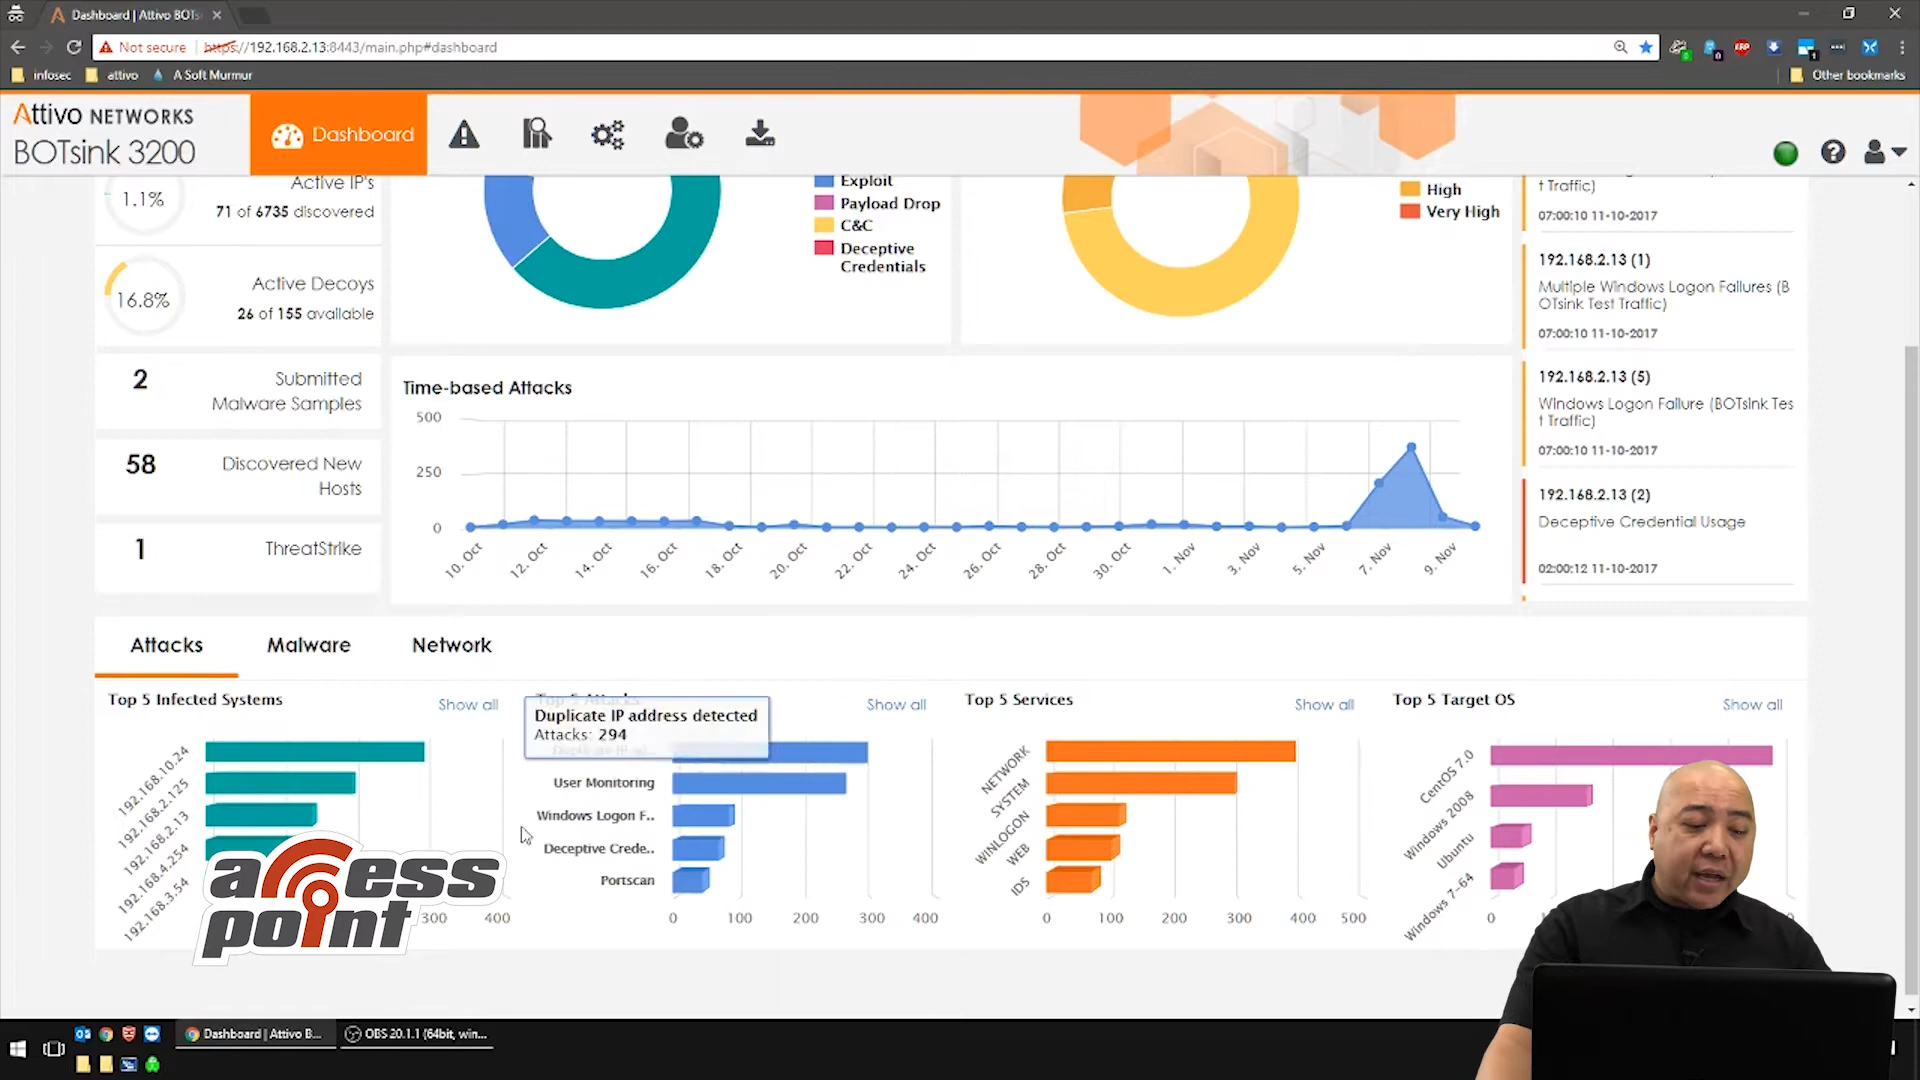 Dashboard | Attivo BOTs
Not secure
https://192.168.2.13:8443/main.php#dashboard
infosec
attivo
A Soft Murmur
Other bookmarks
Attivo NETWORKS
BOTsink 3200
Dashboard
1.1%
Active IP's
71 of 6735 discovered
16.8%
Active Decoys
26 of 155 available
2
Submitted
Malware Samples
58
Discovered New
Hosts
1
ThreatStrike
Exploit
Payload Drop
C&C
Deceptive
Credentials
High
Very High
t Traffic)
07:00:10 11-10-2017
192.168.2.13 (1)
Multiple Windows Logon Failures (B
OTsink Test Traffic)
07:00:10 11-10-2017
192.168.2.13 (5)
Windows Logon Failure (BOTsink Tes
t Traffic)
07:00:10 11-10-2017
192.168.2.13 (2)
Deceptive Credential Usage
02:00:12 11-10-2017
Time-based Attacks
500
250
0
10. Oct
12. Oct
14. Oct
16. Oct
18. Oct
20. Oct
22. Oct
24. Oct
26. Oct
28. Oct
30. Oct
1. Nov
3. Nov
5. Nov
7. Nov
9. Nov
Attacks
Malware
Network
Top 5 Infected Systems
Show all
192.168.10.24
192.168.2.125
192.168.2.13
192.168.4.254
192.168.3.54
300
400
access
point
Top 5 Attacks
Show all
Duplicate IP address detected
Attacks: 294
Duplicate IP ad..
User Monitoring
Windows Logon F..
Deceptive Crede..
Portscan
0
100
200
300
400
Top 5 Services
Show all
NETWORK
SYSTEM
WINLOGON
WEB
IDS
0
100
200
300
400
500
Top 5 Target OS
Show all
CentOS 7.0
Windows 2008
Ubuntu
Windows 7-64
0
Dashboard | Attivo B...
OBS 20.1.1 (64bit, win...